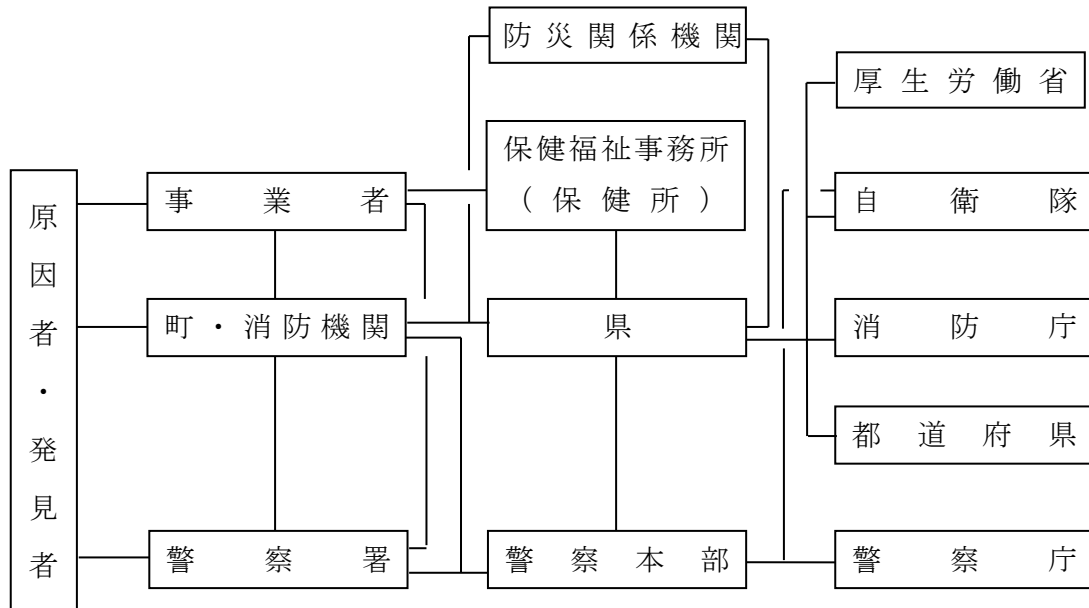 防災関係機関
厚生労働省
保健福祉事務所
（保健所）
原因者・発見者
事業者
自衛隊
町・消防機関
県
消防庁
都道府県
警察署
警察本部
警察庁